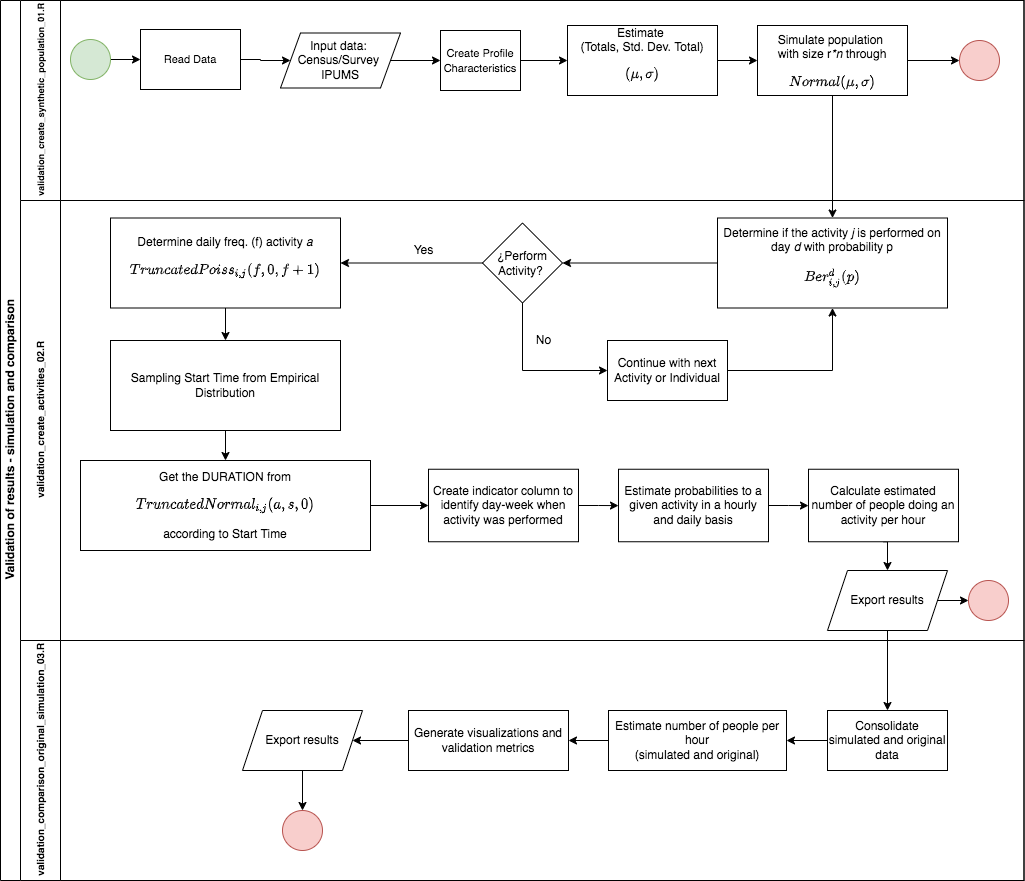 Validation of results - simulation and comparison
validation_create_synthetic_population_01.R
Read Data
Input data:
Census/Survey
IPUMS
Create Profile
Characteristics
Estimate
(Totals, Std. Dev. Total)
(μ, σ)
Simulate population
with size r*n through
Normal(μ, σ)
validation_create_activities_02.R
Determine daily freq. (f) activity a
TruncatedPoiss_{i,j}(f, 0, f + 1)
Yes
¿Perform
Activity?
Determine if the activity j is performed on
day d with probability p
Ber^d_{i,j}(p)
No
Continue with next
Activity or Individual
Sampling Start Time from Empirical
Distribution
Get the DURATION from
TruncatedNormal_{i,j}(a, s, 0)
according to Start Time
Create indicator column to
identify day-week when
activity was performed
Estimate probabilities to a
given activity in a hourly
and daily basis
Calculate estimated
number of people doing an
activity per hour
Export results
validation_comparison_original_simulation_03.R
Export results
Generate visualizations and
validation metrics
Estimate number of people per
hour
(simulated and original)
Consolidate
simulated and original
data